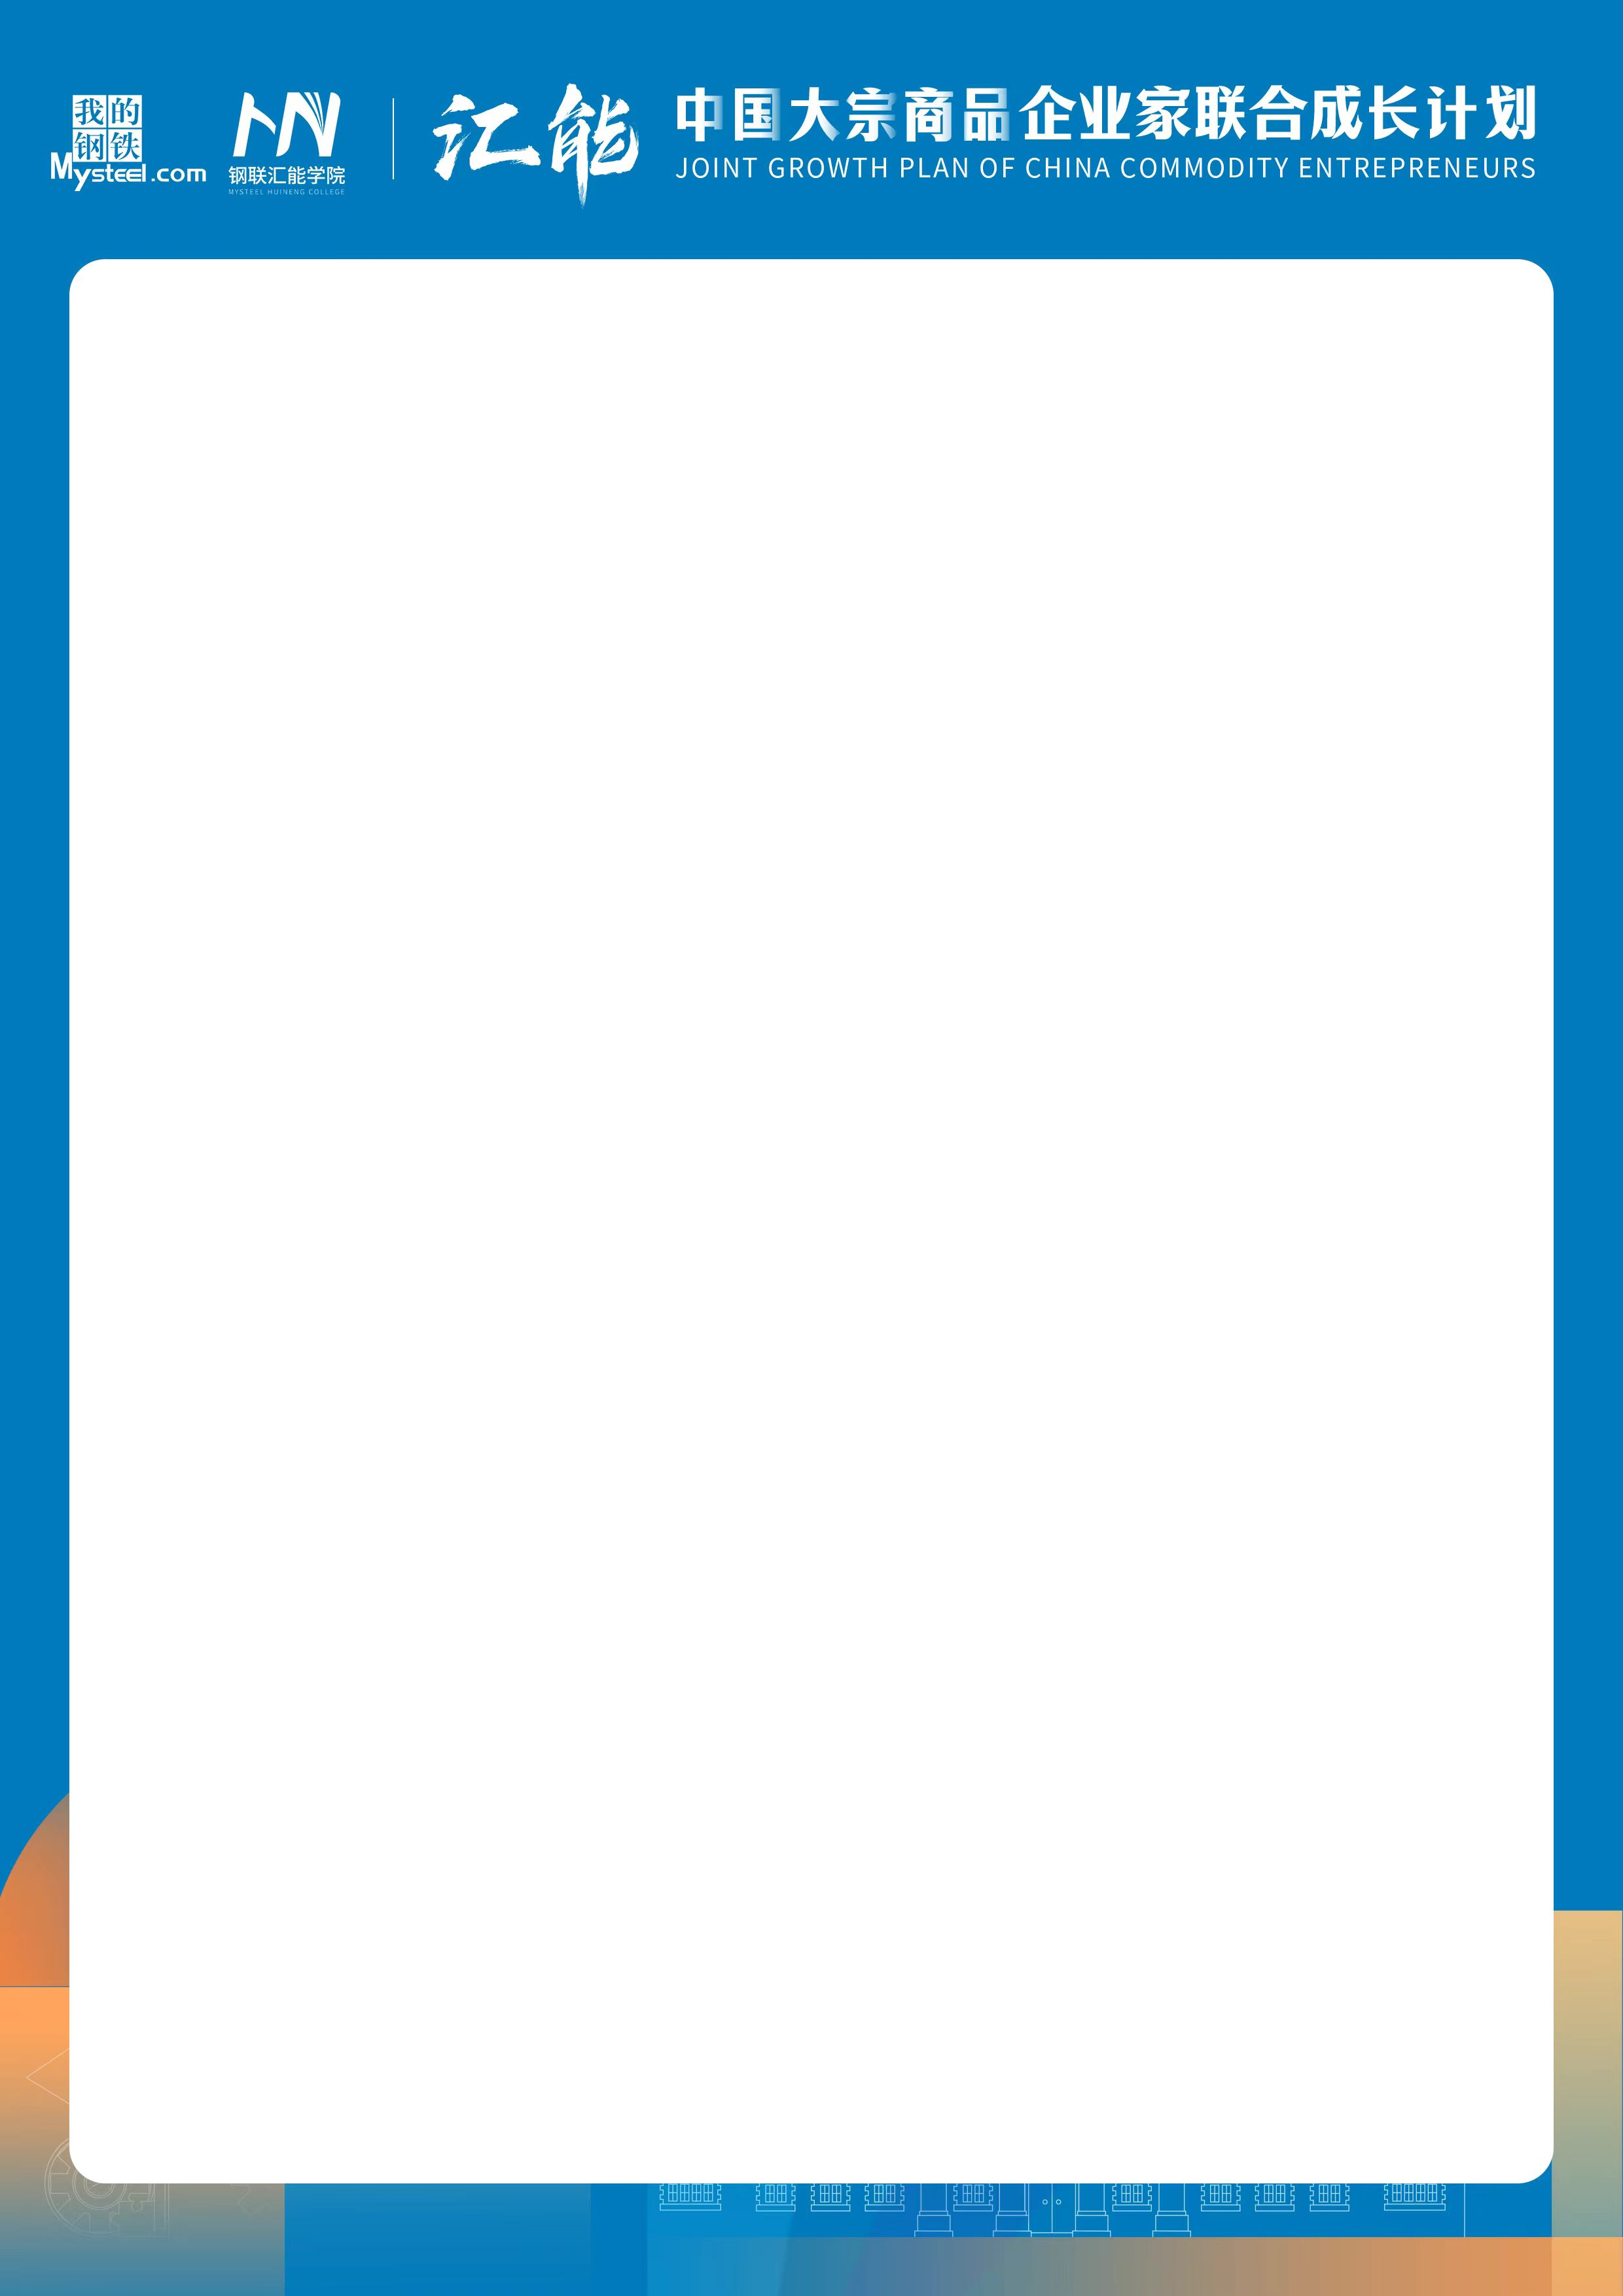 我的
钢铁
Mysteel.com
钢联汇能学院
MYSTEEL HUINENG COLLEGE
汇能
中国大宗商品企业家联合成长计划
JOINT GROWTH PLAN OF CHINA COMMODITY ENTREPRENEURS